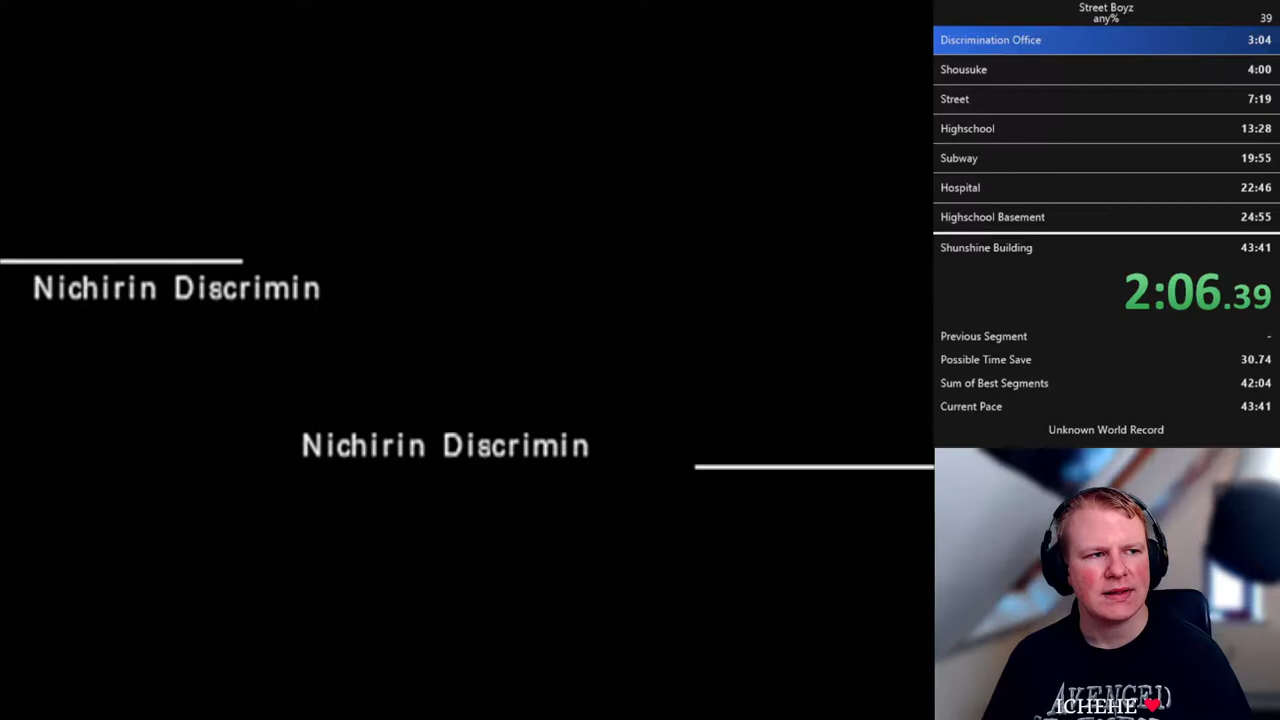 Nichirin Discrimin
Nichirin Discrimin
Street Boyz
any%
39
Discrimination Office 3:04
Shousuke 4:00
Street 7:19
Highschool 13:28
Subway 19:55
Hospital 22:46
Highschool Basement 24:55
Shunshine Building 43:41
2:06.39
Previous Segment -
Possible Time Save 30.74
Sum of Best Segments 42:04
Current Pace 43:41
Unknown World Record
ICHEHE ❤